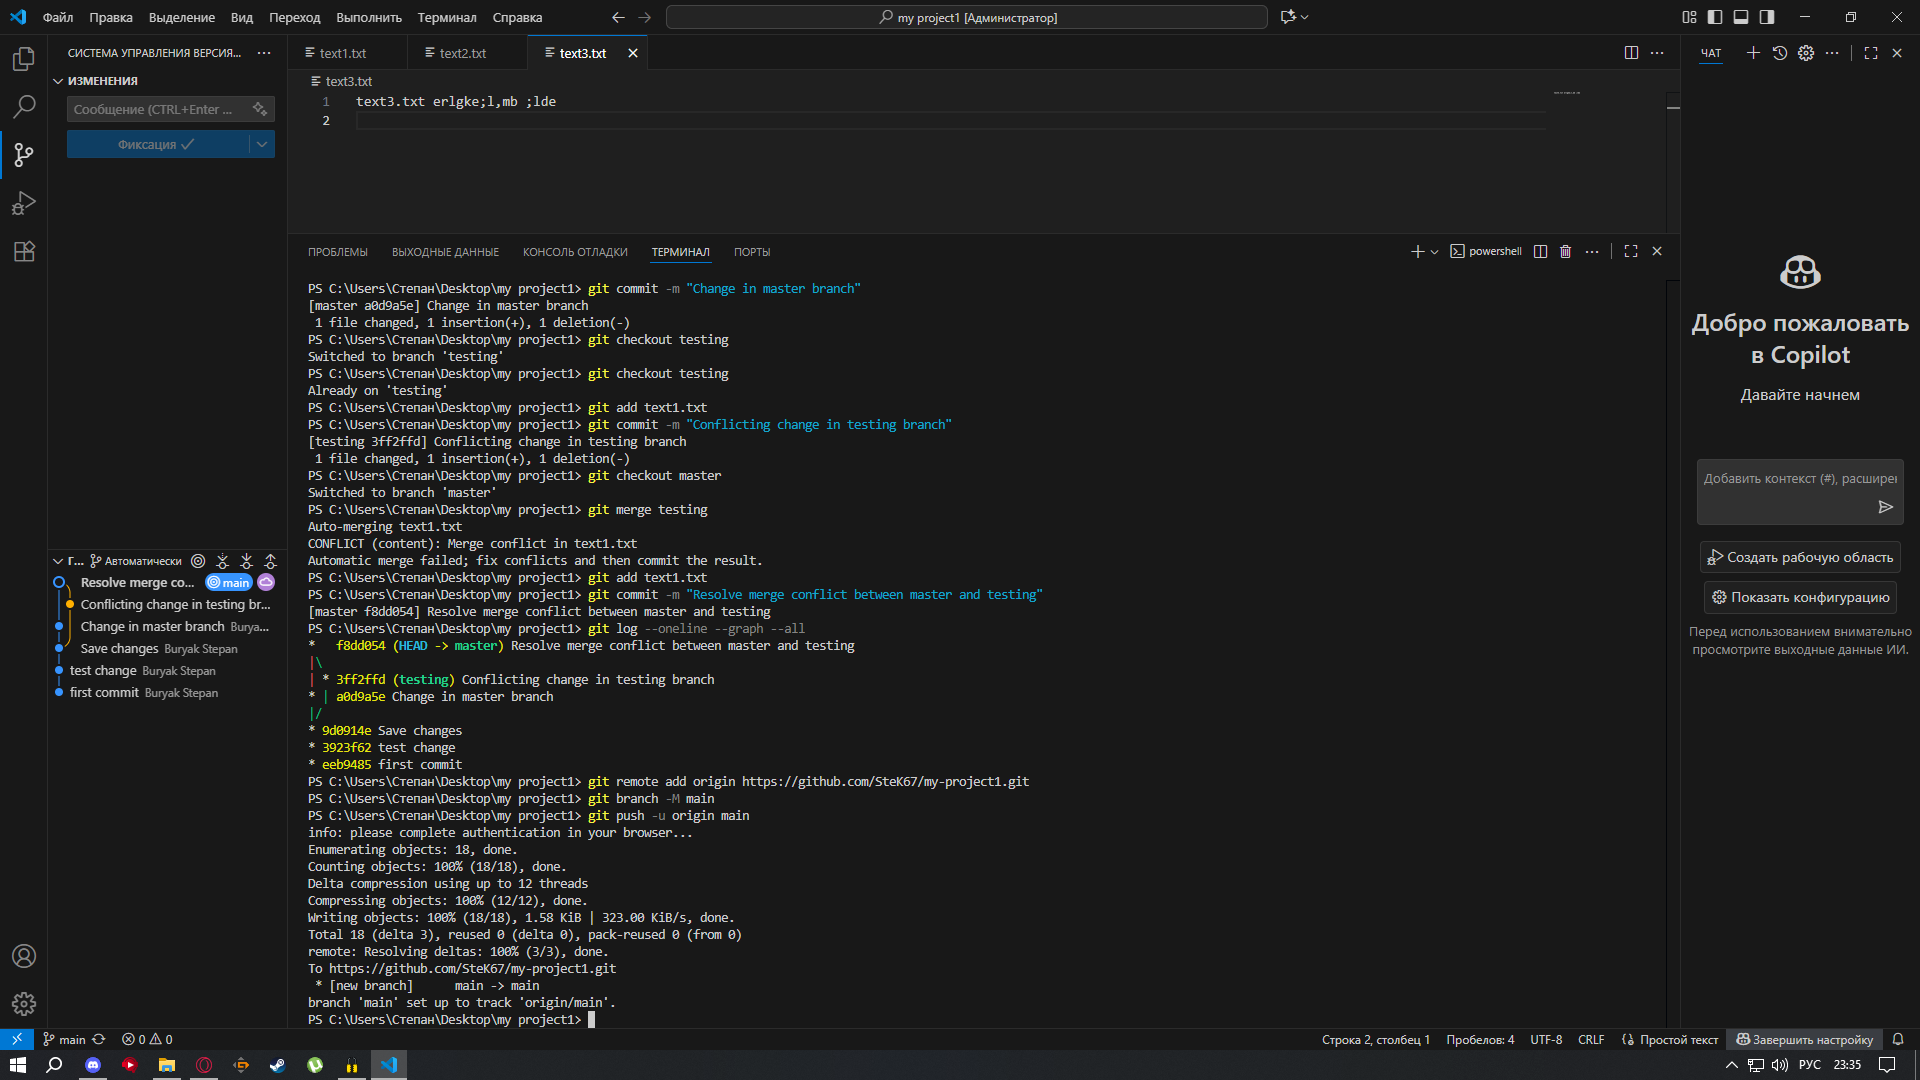 Файл Правка Выделение Вид Переход Выполнить Терминал Справка
my project1 [Администратор]
СИСТЕМА УПРАВЛЕНИЯ ВЕРСИЯ...
ИЗМЕНЕНИЯ
Сообщение (CTRL+Enter ...
Фиксация
text1.txt text2.txt text3.txt
text3.txt
1 text3.txt erlgke;l,mb ;lde
2
ПРОБЛЕМЫ ВЫХОДНЫЕ ДАННЫЕ КОНСОЛЬ ОТЛАДКИ ТЕРМИНАЛ ПОРТЫ
powershell
PS C:\Users\Степан\Desktop\my project1> git commit -m "Change in master branch"
[master a0d9a5e] Change in master branch
 1 file changed, 1 insertion(+), 1 deletion(-)
PS C:\Users\Степан\Desktop\my project1> git checkout testing
Switched to branch 'testing'
PS C:\Users\Степан\Desktop\my project1> git checkout testing
Already on 'testing'
PS C:\Users\Степан\Desktop\my project1> git add text1.txt
PS C:\Users\Степан\Desktop\my project1> git commit -m "Conflicting change in testing branch"
[testing 3ff2ffd] Conflicting change in testing branch
 1 file changed, 1 insertion(+), 1 deletion(-)
PS C:\Users\Степан\Desktop\my project1> git checkout master
Switched to branch 'master'
PS C:\Users\Степан\Desktop\my project1> git merge testing
Auto-merging text1.txt
CONFLICT (content): Merge conflict in text1.txt
Automatic merge failed; fix conflicts and then commit the result.
PS C:\Users\Степан\Desktop\my project1> git add text1.txt
PS C:\Users\Степан\Desktop\my project1> git commit -m "Resolve merge conflict between master and testing"
[master f8dd054] Resolve merge conflict between master and testing
PS C:\Users\Степан\Desktop\my project1> git log --oneline --graph --all
*   f8dd054 (HEAD -> master) Resolve merge conflict between master and testing
|\
| * 3ff2ffd (testing) Conflicting change in testing branch
* | a0d9a5e Change in master branch
|/
* 9d0914e Save changes
* 3923f62 test change
* eeb9485 first commit
PS C:\Users\Степан\Desktop\my project1> git remote add origin https://github.com/SteK67/my-project1.git
PS C:\Users\Степан\Desktop\my project1> git branch -M main
PS C:\Users\Степан\Desktop\my project1> git push -u origin main
info: please complete authentication in your browser...
Enumerating objects: 18, done.
Counting objects: 100% (18/18), done.
Delta compression using up to 12 threads
Compressing objects: 100% (12/12), done.
Writing objects: 100% (18/18), 1.58 KiB | 323.00 KiB/s, done.
Total 18 (delta 3), reused 0 (delta 0), pack-reused 0 (from 0)
remote: Resolving deltas: 100% (3/3), done.
To https://github.com/SteK67/my-project1.git
 * [new branch]      main -> main
branch 'main' set up to track 'origin/main'.
PS C:\Users\Степан\Desktop\my project1>
Г... Автоматически
Resolve merge co... main
Conflicting change in testing br...
Change in master branch Burya...
Save changes Buryak Stepan
test change Buryak Stepan
first commit Buryak Stepan
ЧАТ
Добро пожаловать
в Copilot
Давайте начнем
Добавить контекст (#), расширен
Создать рабочую область
Показать конфигурацию
Перед использованием внимательно
просмотрите выходные данные ИИ.
main 0 0
Строка 2, столбец 1 Пробелов: 4 UTF-8 CRLF Простой текст Завершить настройку
РУС 23:35